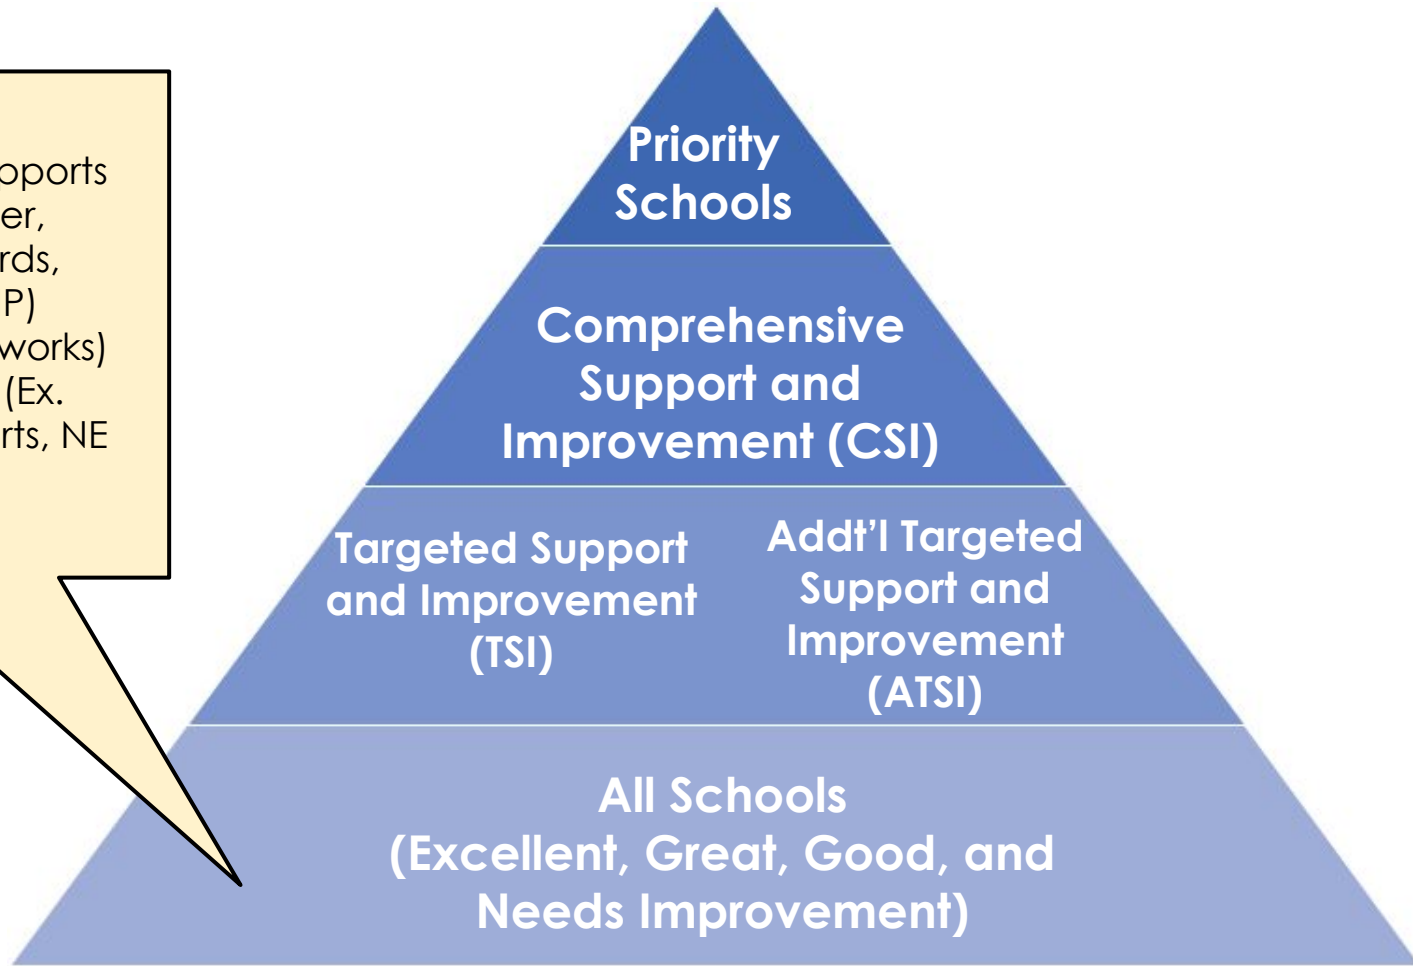 pports
er,
rds,
P)
works)
(Ex.
rts, NE
Priority
Schools
Comprehensive
Support and
Improvement (CSI)
Targeted Support
and Improvement
(TSI)
Addt’l Targeted
Support and
Improvement
(ATSI)
All Schools
(Excellent, Great, Good, and
Needs Improvement)